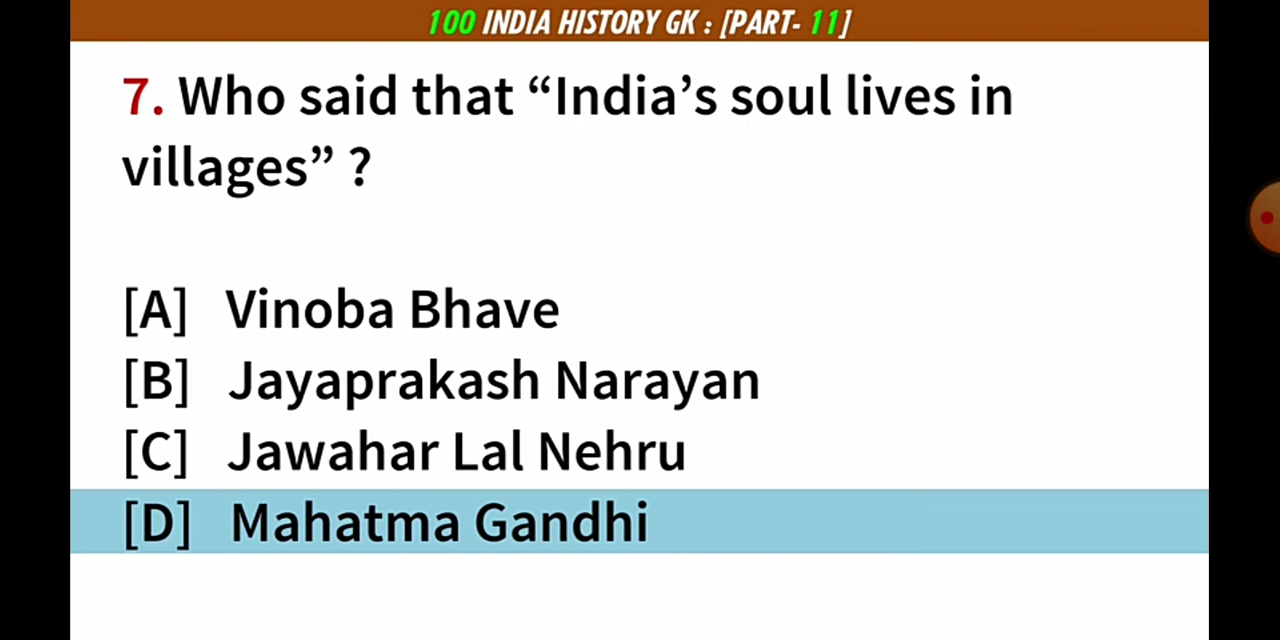 100 INDIA HISTORY GK : [PART- 11]
7. Who said that “India’s soul lives in
villages” ?
[A] Vinoba Bhave
[B] Jayaprakash Narayan
[C] Jawahar Lal Nehru
[D] Mahatma Gandhi